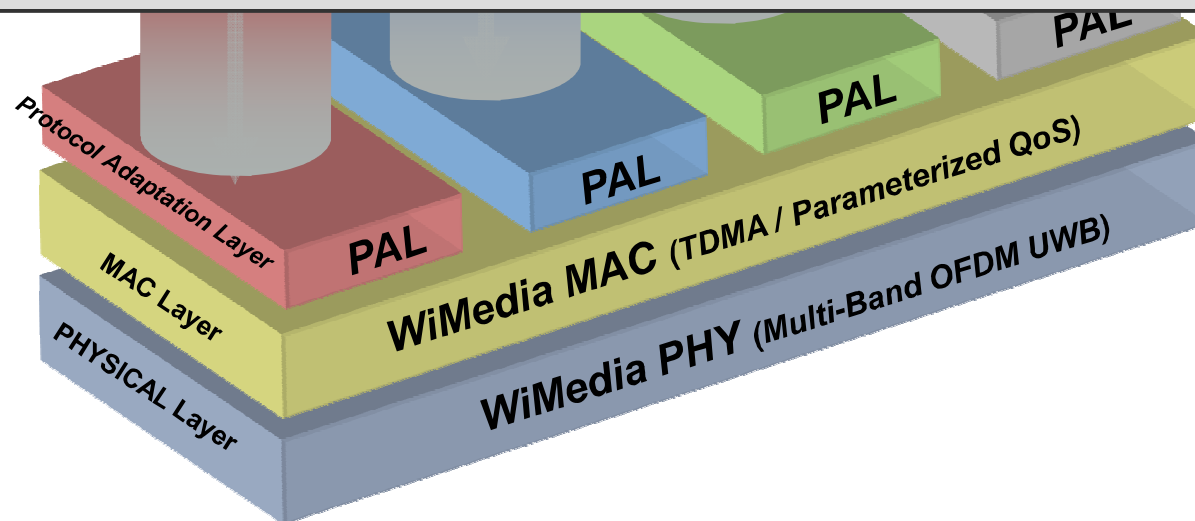 PAL
PAL
PAL
PAL
Protocol Adaptation Layer
WiMedia MAC (TDMA / Parameterized QoS)
MAC Layer
WiMedia PHY (Multi-Band OFDM UWB)
PHYSICAL Layer